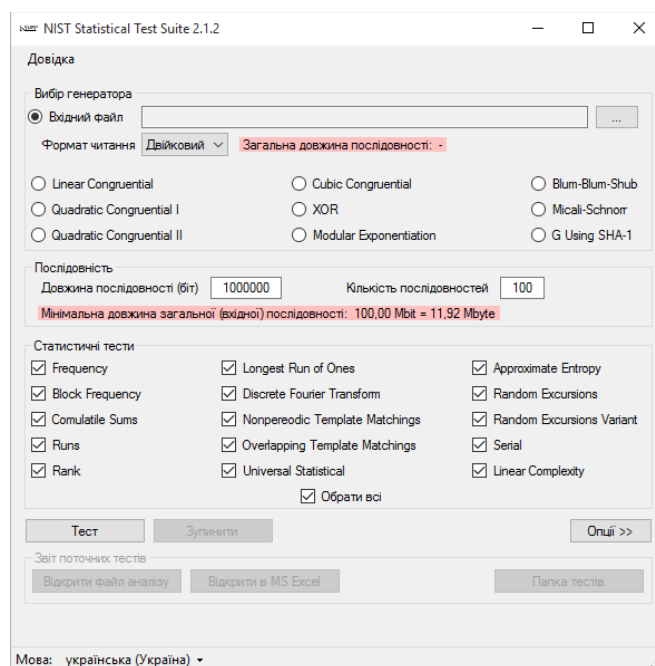 NIST NIST Statistical Test Suite 2.1.2
Довідка
Вибір генератора
Вхідний файл ...
Формат читання Двійковий Загальна довжина послідовності: -
Linear Congruential Cubic Congruential Blum-Blum-Shub
Quadratic Congruential I XOR Micali-Schnorr
Quadratic Congruential II Modular Exponentiation G Using SHA-1
Послідовність
Довжина послідовності (біт) 1000000 Кількість послідовностей 100
Мінімальна довжина загальної (вхідної) послідовності: 100,00 Mbit = 11,92 Mbyte
Статистичні тести
Frequency Longest Run of Ones Approximate Entropy
Block Frequency Discrete Fourier Transform Random Excursions
Comulatile Sums Nonpereodic Template Matchings Random Excursions Variant
Runs Overlapping Template Matchings Serial
Rank Universal Statistical Linear Complexity
Обрати всі
Тест Зупинити Опції >>
Звіт поточних тестів
Відкрити файл аналізу Відкрити в MS Excel Папка тестів
Мова: українська (Україна)